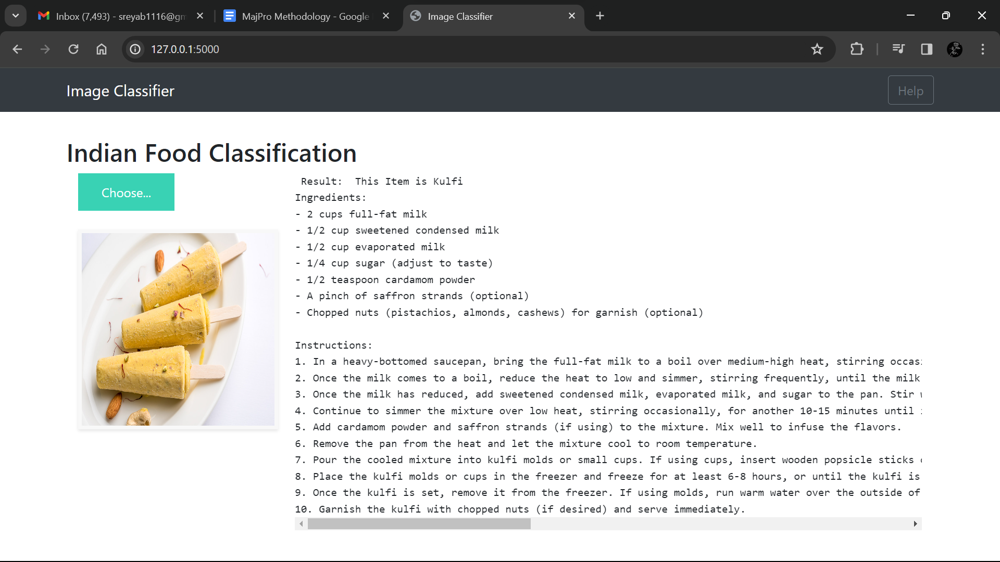 Inbox (7,493) - sreyab1116@gm
MajPro Methodology - Google
Image Classifier
127.0.0.1:5000
Image Classifier
Help
Indian Food Classification
Choose...
Result: This Item is Kulfi
Ingredients:
- 2 cups full-fat milk
- 1/2 cup sweetened condensed milk
- 1/2 cup evaporated milk
- 1/4 cup sugar (adjust to taste)
- 1/2 teaspoon cardamom powder
- A pinch of saffron strands (optional)
- Chopped nuts (pistachios, almonds, cashews) for garnish (optional)
Instructions:
1. In a heavy-bottomed saucepan, bring the full-fat milk to a boil over medium-high heat, stirring occas
2. Once the milk comes to a boil, reduce the heat to low and simmer, stirring frequently, until the milk
3. Once the milk has reduced, add sweetened condensed milk, evaporated milk, and sugar to the pan. Stir
4. Continue to simmer the mixture over low heat, stirring occasionally, for another 10-15 minutes until
5. Add cardamom powder and saffron strands (if using) to the mixture. Mix well to infuse the flavors.
6. Remove the pan from the heat and let the mixture cool to room temperature.
7. Pour the cooled mixture into kulfi molds or small cups. If using cups, insert wooden popsicle sticks
8. Place the kulfi molds or cups in the freezer and freeze for at least 6-8 hours, or until the kulfi is
9. Once the kulfi is set, remove it from the freezer. If using molds, run warm water over the outside of
10. Garnish the kulfi with chopped nuts (if desired) and serve immediately.